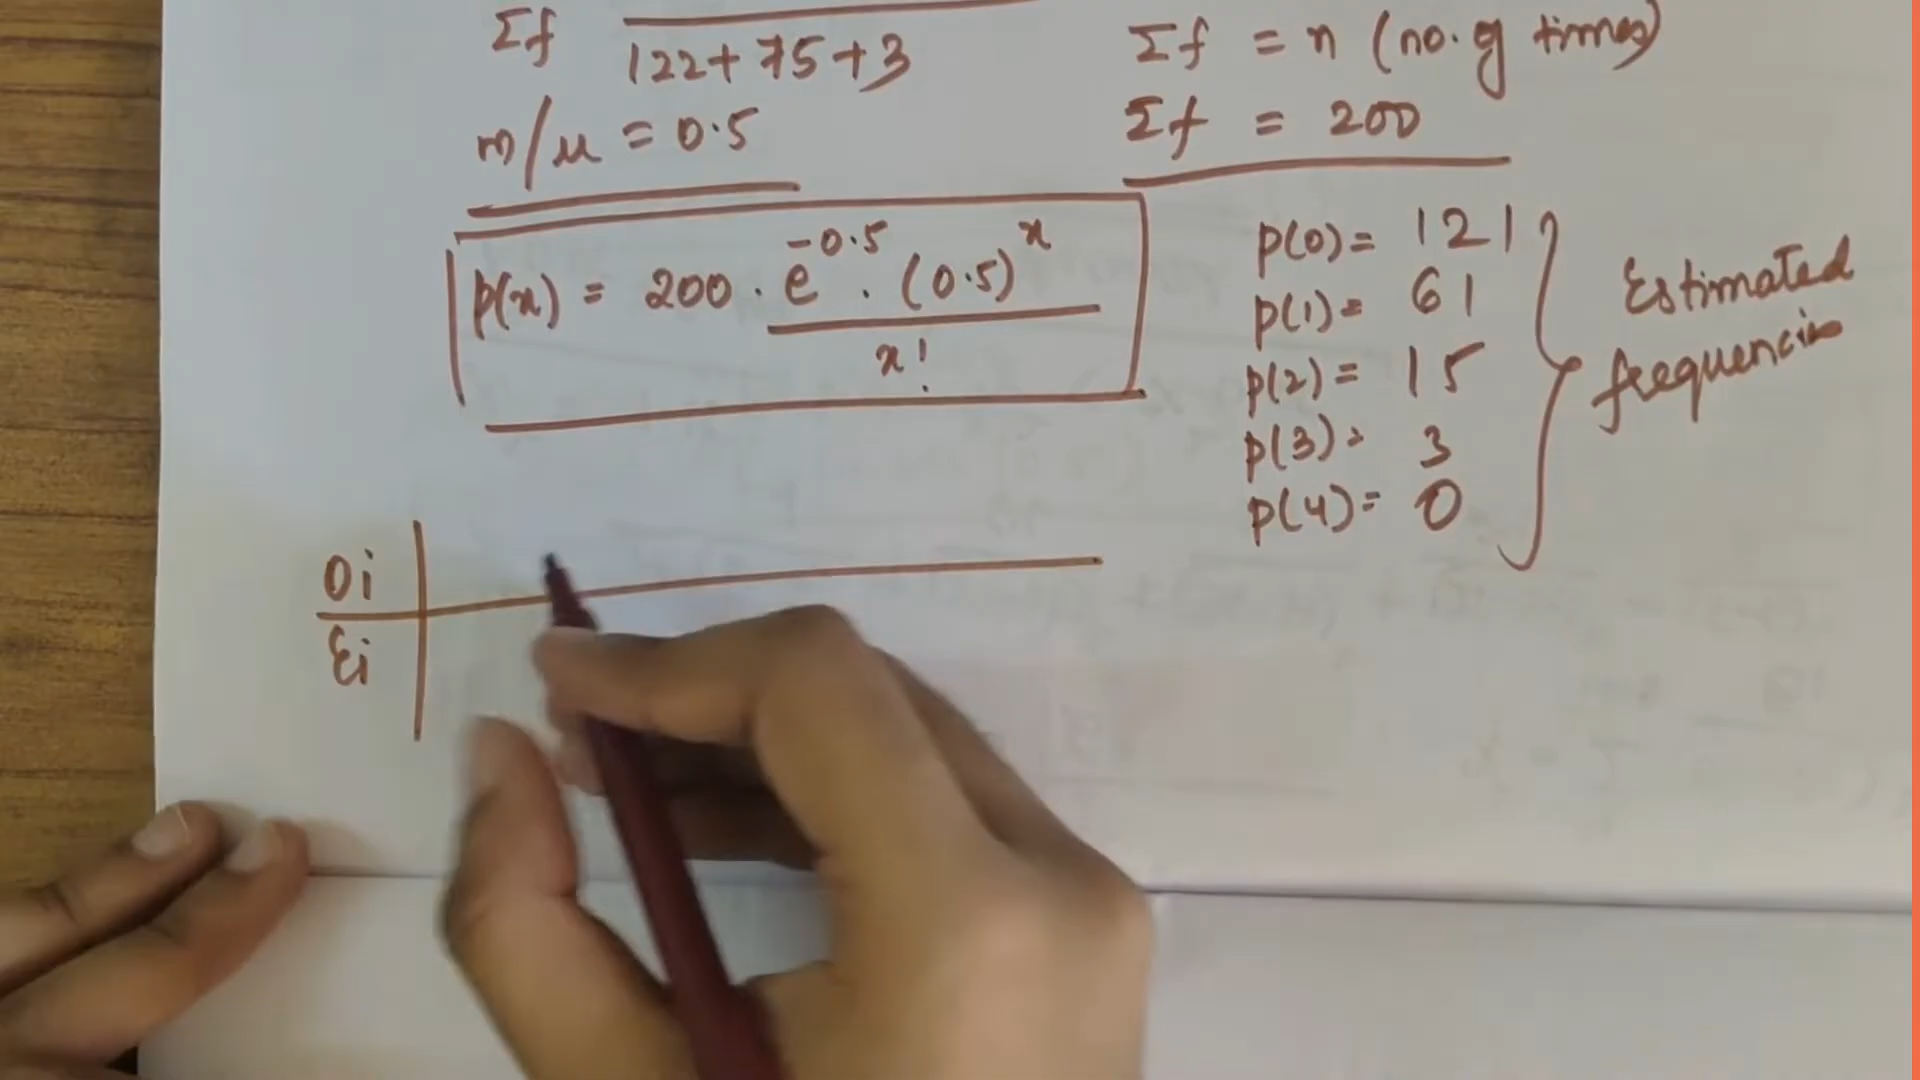 Σf
122+75+3
m/μ = 0.5
Σf = n (no. of times)
Σf = 200
p(x) = 200 . e^-0.5 . (0.5)^x
x!
p(0) = 121
p(1) = 61
p(2) = 15
p(3) = 3
p(4) = 0
Estimated
frequencies
Oi
Ei